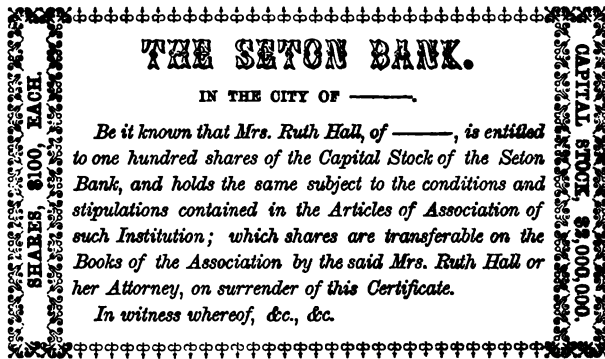 THE SETON BANK.
IN THE CITY OF ———.
Be it known that Mrs. Ruth Hall, of ———, is entitled
to one hundred shares of the Capital Stock of the Seton
Bank, and holds the same subject to the conditions and
stipulations contained in the Articles of Association of
such Institution; which shares are transferable on the
Books of the Association by the said Mrs. Ruth Hall or
her Attorney, on surrender of this Certificate.
In witness whereof, &c., &c.
SHARES, $100, EACH.
CAPITAL STOCK, $2,000,000.